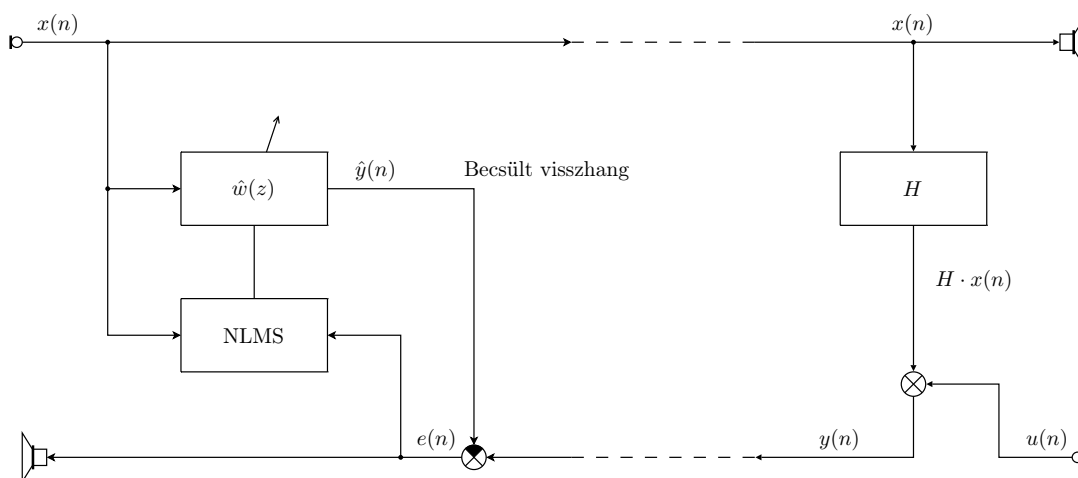 x(n)
x(n)
ŷ(n)
Becsült visszhang
ŵ(z)
H
H · x(n)
NLMS
e(n)
y(n)
u(n)